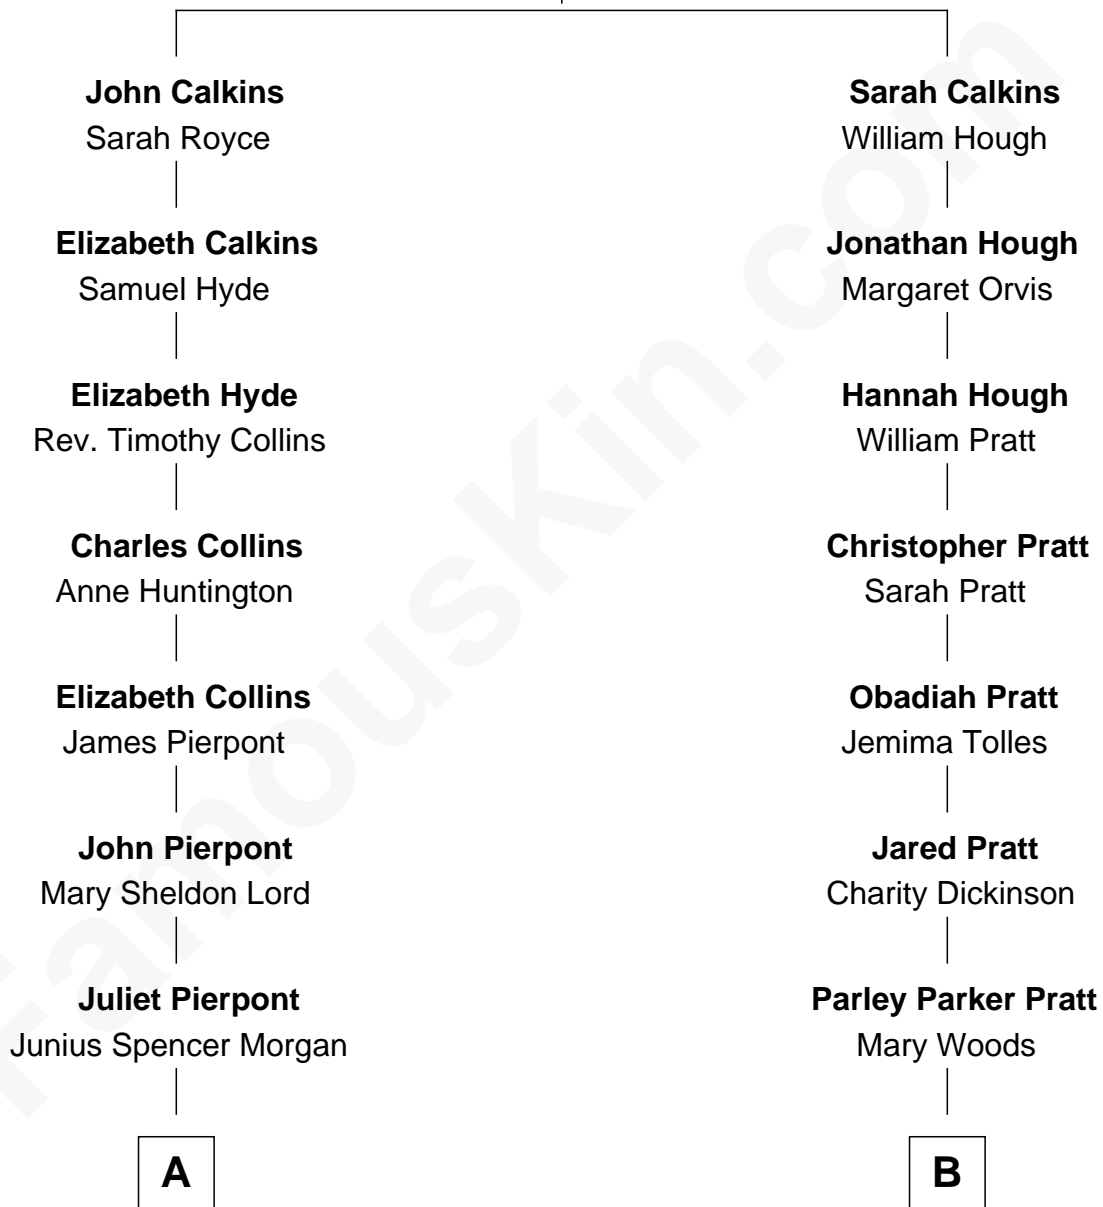 John Calkins
Sarah Royce
Elizabeth Calkins
Samuel Hyde
Elizabeth Hyde
Rev. Timothy Collins
Charles Collins
Anne Huntington
Elizabeth Collins
James Pierpont
John Pierpont
Mary Sheldon Lord
Juliet Pierpont
Junius Spencer Morgan
A
Sarah Calkins
William Hough
Jonathan Hough
Margaret Orvis
Hannah Hough
William Pratt
Christopher Pratt
Sarah Pratt
Obadiah Pratt
Jemima Tolles
Jared Pratt
Charity Dickinson
Parley Parker Pratt
Mary Woods
B
FamousKin.com